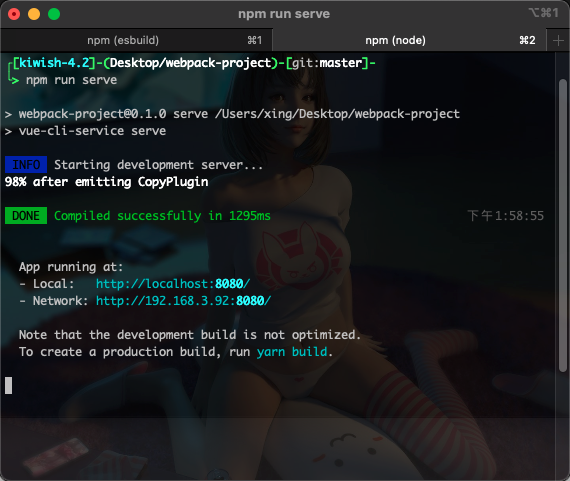 npm run serve
⌥⌘1
npm (esbuild) ⌘1 npm (node) ⌘2 +
[kiwish-4.2]-(Desktop/webpack-project)-[git:master]-
> npm run serve
> webpack-project@0.1.0 serve /Users/xing/Desktop/webpack-project
> vue-cli-service serve
INFO Starting development server...
98% after emitting CopyPlugin
DONE Compiled successfully in 1295ms 下午1:58:55
App running at:
- Local: http://localhost:8080/
- Network: http://192.168.3.92:8080/
Note that the development build is not optimized.
To create a production build, run yarn build.